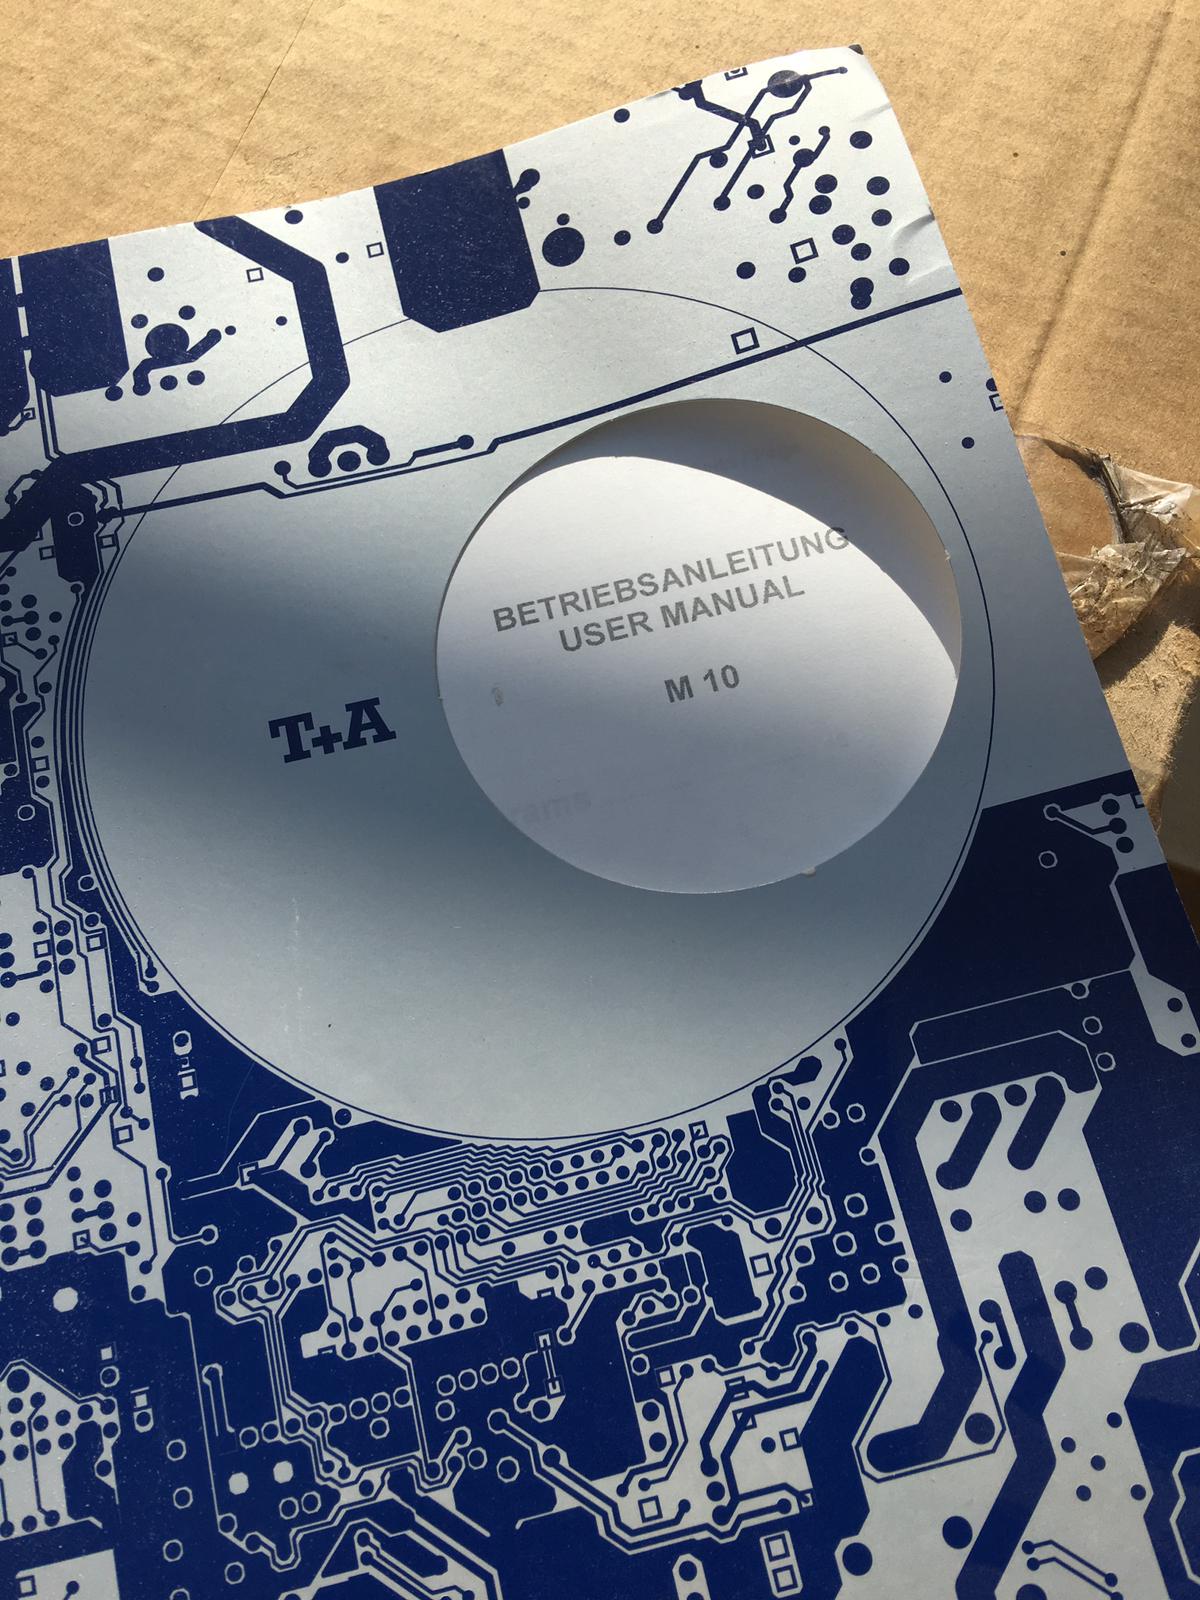 BETRIEBSANLEITUNG
USER MANUAL
M 10
T+A